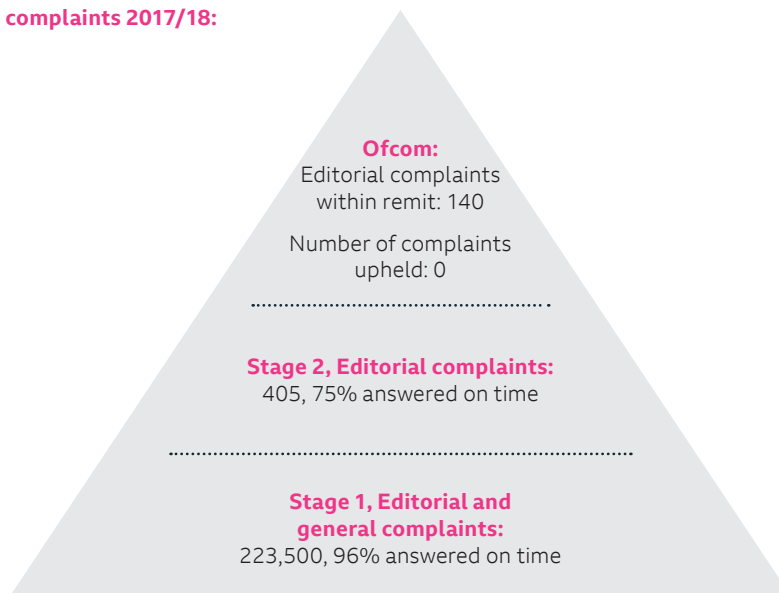 complaints 2017/18:
Ofcom:
Editorial complaints
within remit: 140
Number of complaints
upheld: 0
Stage 2, Editorial complaints:
405, 75% answered on time
Stage 1, Editorial and
general complaints:
223,500, 96% answered on time